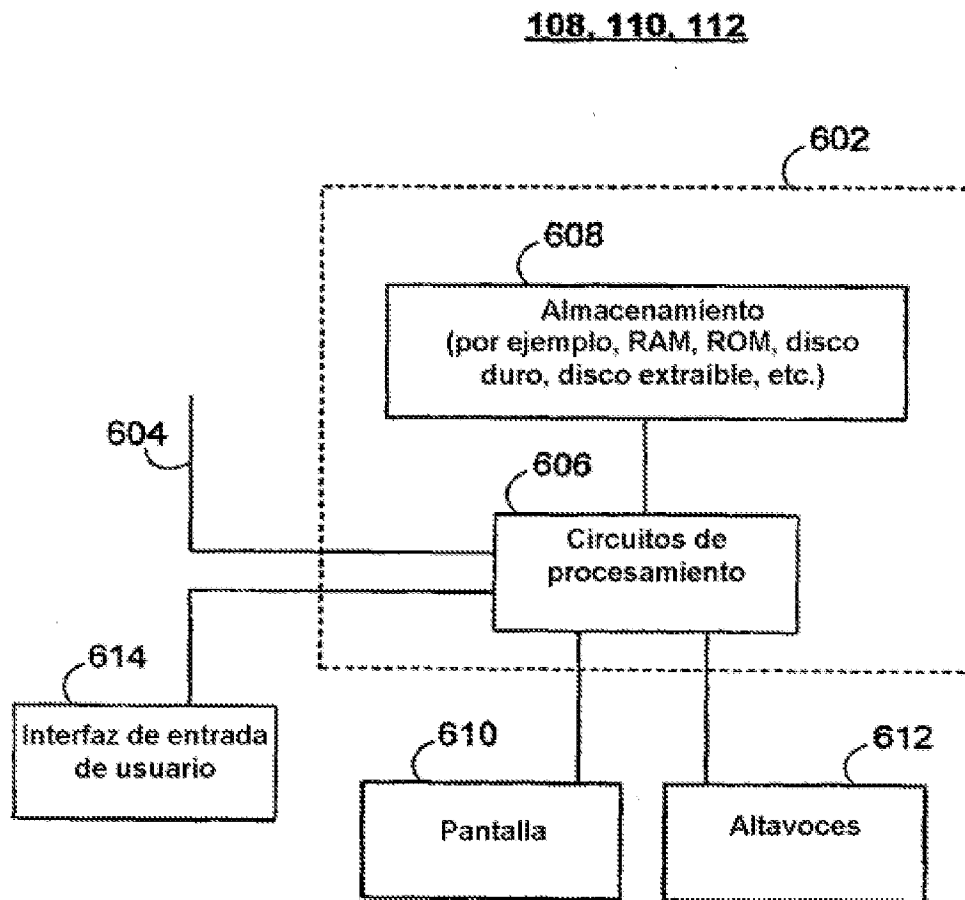 108, 110, 112
602
608
Almacenamiento
(por ejemplo, RAM, ROM, disco
duro, disco extraíble, etc.)
604
606
Circuitos de
procesamiento
614
Interfaz de entrada
de usuario
610
Pantalla
612
Altavoces